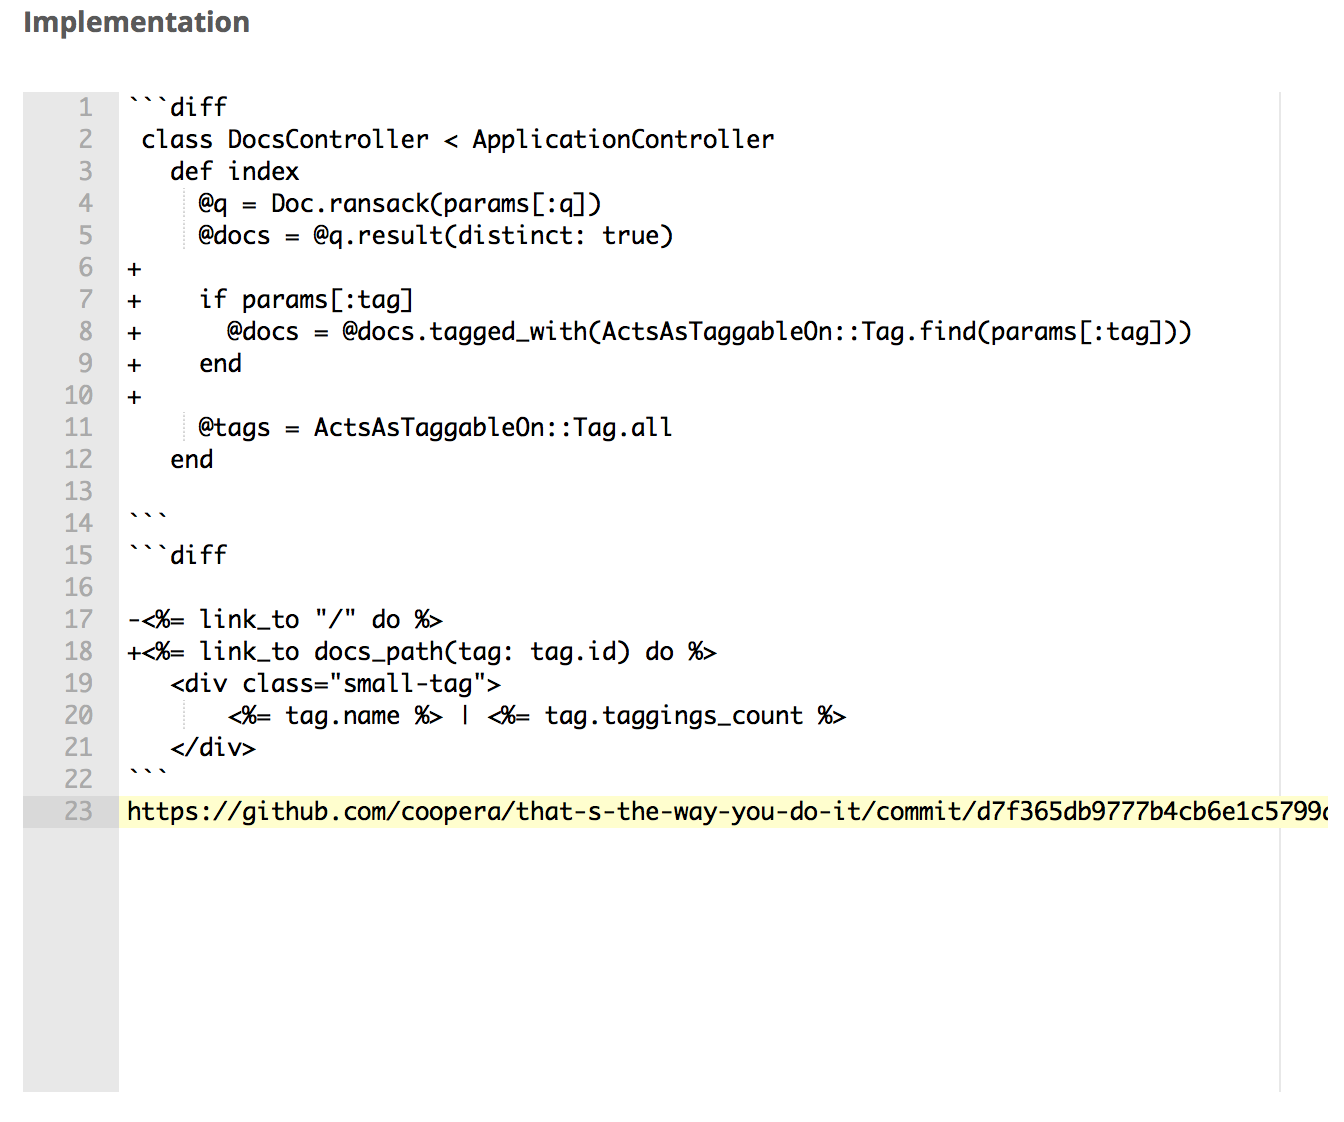 Implementation
1 ```diff
2  class DocsController < ApplicationController
3    def index
4      @q = Doc.ransack(params[:q])
5      @docs = @q.result(distinct: true)
6 +
7 +    if params[:tag]
8 +      @docs = @docs.tagged_with(ActsAsTaggableOn::Tag.find(params[:tag]))
9 +    end
10 +
11      @tags = ActsAsTaggableOn::Tag.all
12    end
13
14 ```
15 ```diff
16
17 -<%= link_to "/" do %>
18 +<%= link_to docs_path(tag: tag.id) do %>
19    <div class="small-tag">
20        <%= tag.name %> | <%= tag.taggings_count %>
21    </div>
22 ```
23 https://github.com/coopera/that-s-the-way-you-do-it/commit/d7f365db9777b4cb6e1c5799